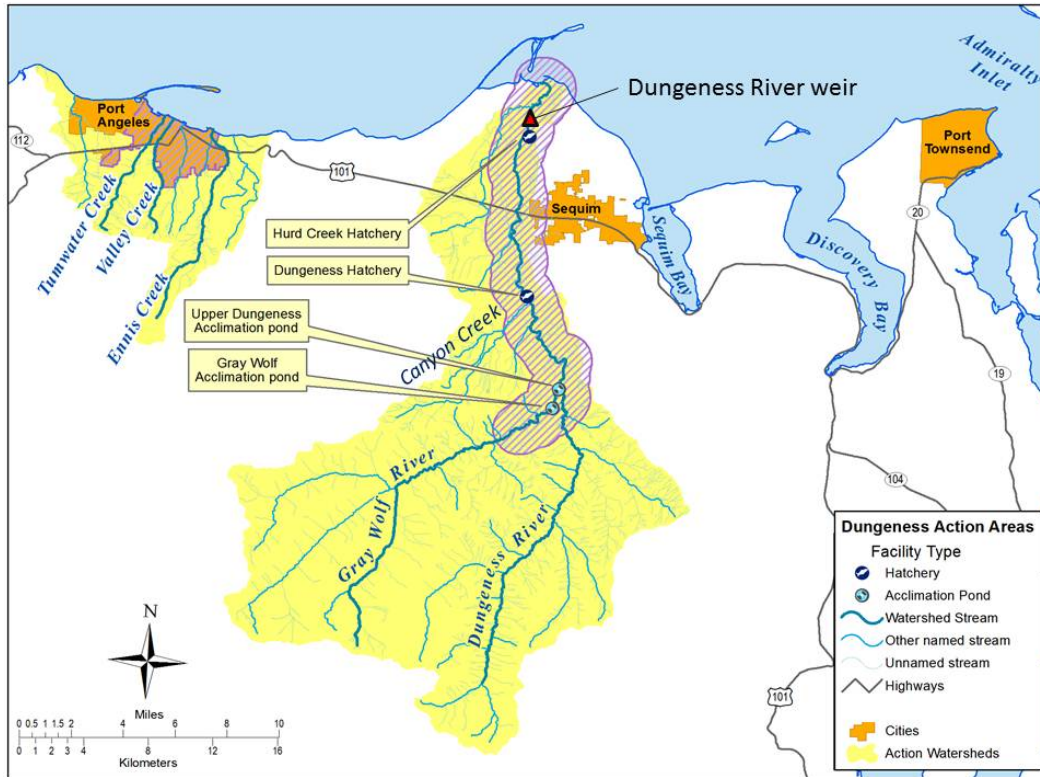 Admiralty
Inlet
Dungeness River weir
Port
Angeles
112
101
Port
Townsend
20
Sequim
Sequim Bay
Discovery
Bay
Tumwater Creek
Valley Creek
Ennis Creek
Hurd Creek Hatchery
Dungeness Hatchery
Upper Dungeness
Acclimation pond
Gray Wolf
Acclimation pond
Canyon Creek
19
104
101
Gray Wolf River
Dungeness River
N
Miles
0 0.5 1 1.5 2 4 6 8 10
0 1 2 3 4 8 12 16
Kilometers
Dungeness Action Areas
Facility Type
Hatchery
Acclimation Pond
Watershed Stream
Other named stream
Unnamed stream
Highways
Cities
Action Watersheds